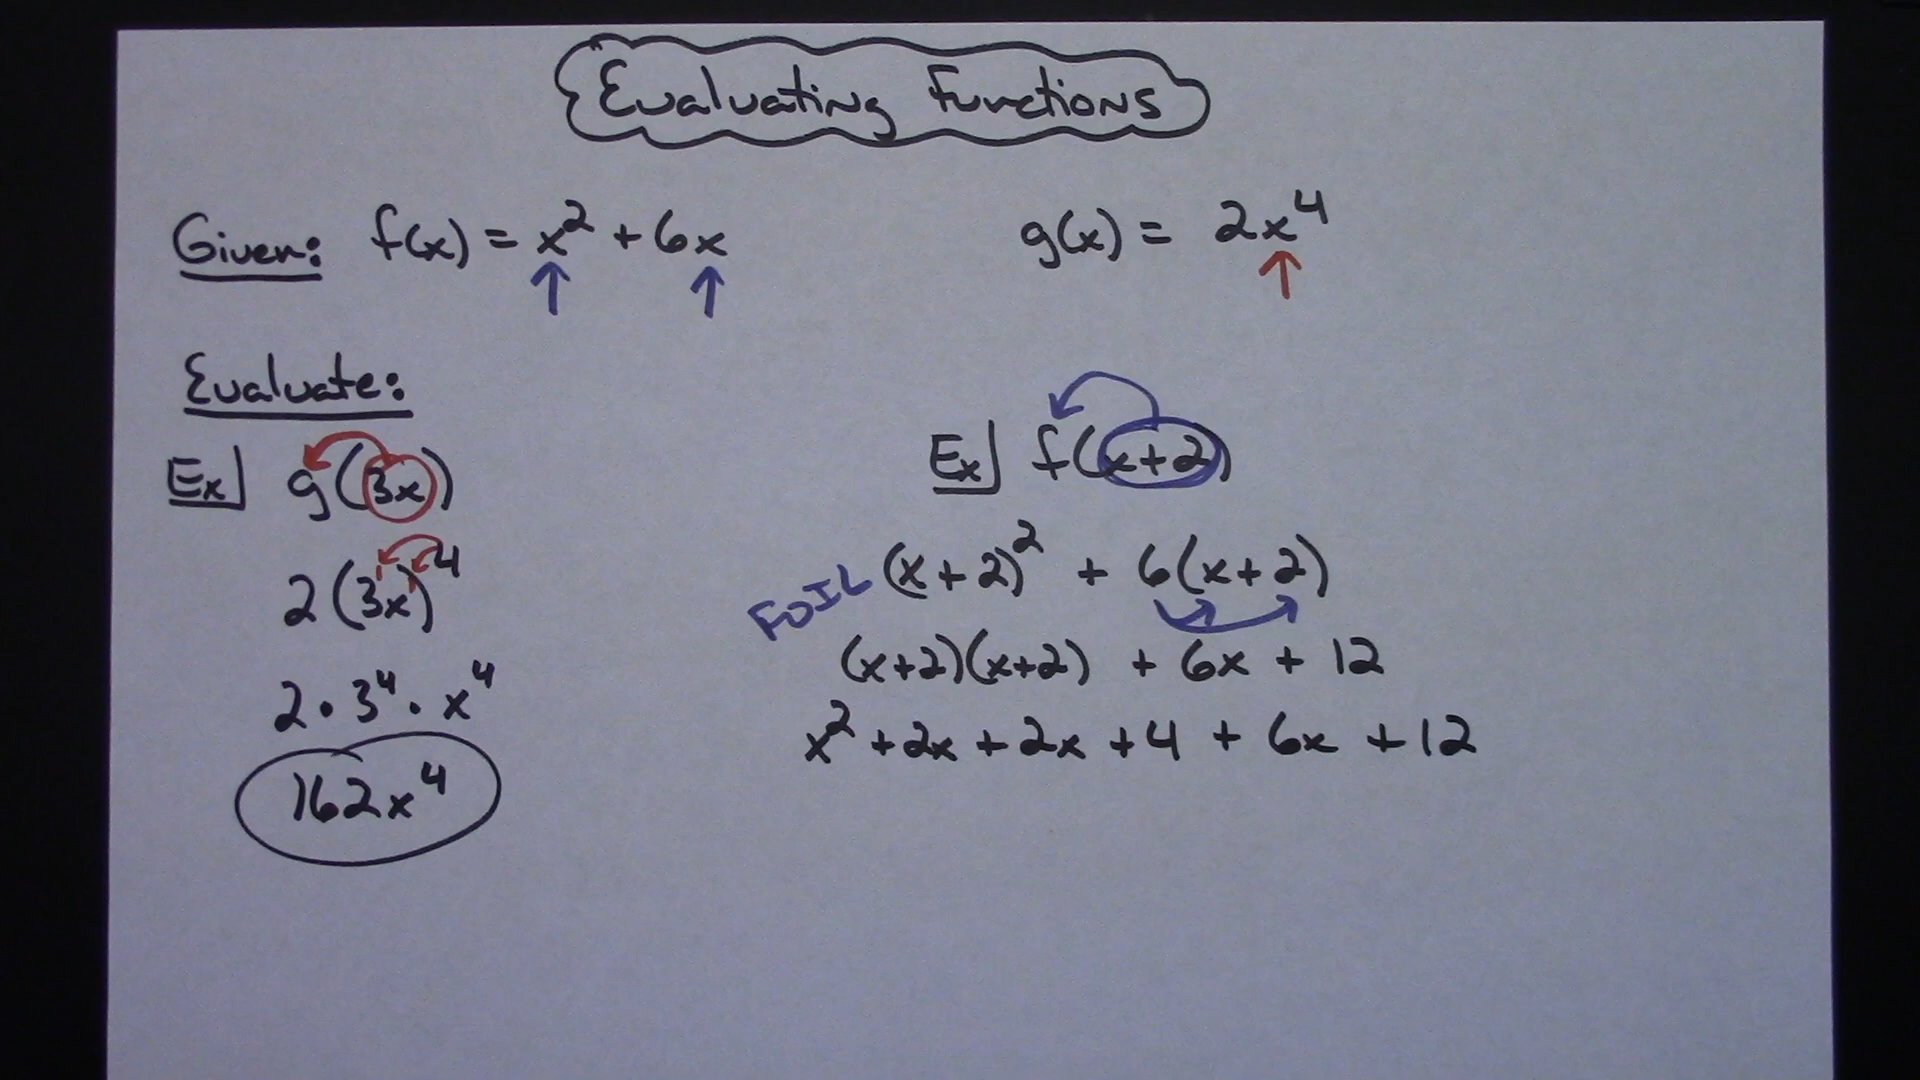 Evaluating Functions
Given: f(x) = x² + 6x
g(x) = 2x⁴
Evaluate:
Ex g(3x)
2(3x)⁴
2 · 3⁴ · x⁴
162x⁴
Ex f(x+2)
FOIL (x+2)² + 6(x+2)
(x+2)(x+2) + 6x + 12
x² + 2x + 2x + 4 + 6x + 12